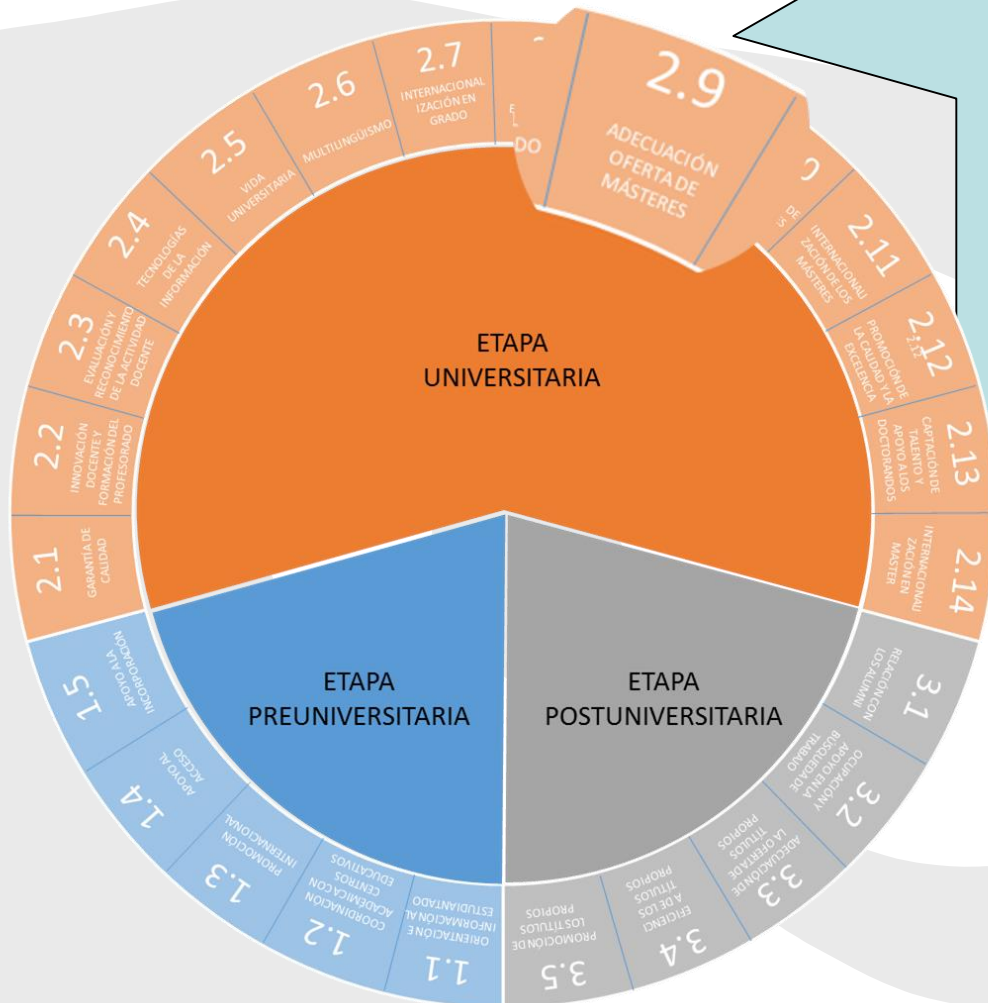 2.1
GARANTÍA DE
CALIDAD
2.2
INNOVACIÓN
DOCENTE Y
FORMACIÓN DEL
PROFESORADO
2.3
EVALUACIÓN Y
RECONOCIMIENTO
DE LA ACTIVIDAD
DOCENTE
2.4
TECNOLOGÍAS
DE LA
INFORMACIÓN
2.5
VIDA
UNIVERSITARIA
2.6
MULTILINGÜISMO
2.7
INTERNACIONAL
IZACIÓN EN
GRADO
DO
2.9
ADECUACIÓN
OFERTA DE
MÁSTERES
DE
2.11
INTERNACIONALI
ZACIÓN DE LOS
MÁSTERES
2.12
2.12
PROMOCIÓN DE
LA CALIDAD Y LA
EXCELENCIA
2.13
CAPTACIÓN DE
TALENTO Y
APOYO A LOS
DOCTORANDOS
2.14
INTERNACIONALI
ZACIÓN EN
MASTER
ETAPA
UNIVERSITARIA
ETAPA
PREUNIVERSITARIA
ETAPA
POSTUNIVERSITARIA
3.1
RELACIÓN CON
LOS ALUMNI
3.2
OCUPACIÓN Y
APOYO EN LA
BÚSQUEDA DE
TRABAJO
3.3
ADECUACIÓN DE
LA OFERTA DE
TÍTULOS
PROPIOS
3.4
EFICIENCI
A DE LOS
TÍTULOS
PROPIOS
3.5
PROMOCIÓN DE
LOS TÍTULOS
PROPIOS
1.1
ORIENTACIÓN E
INFORMACIÓN AL
ESTUDIANTADO
1.2
COORDINACIÓN
ACADÉMICA CON
CENTROS
EDUCATIVOS
1.3
PROMOCIÓN
INTERNACIONAL
1.4
APOYO AL
ACCESO
1.5
APOYO A LA
INCORPORACIÓN